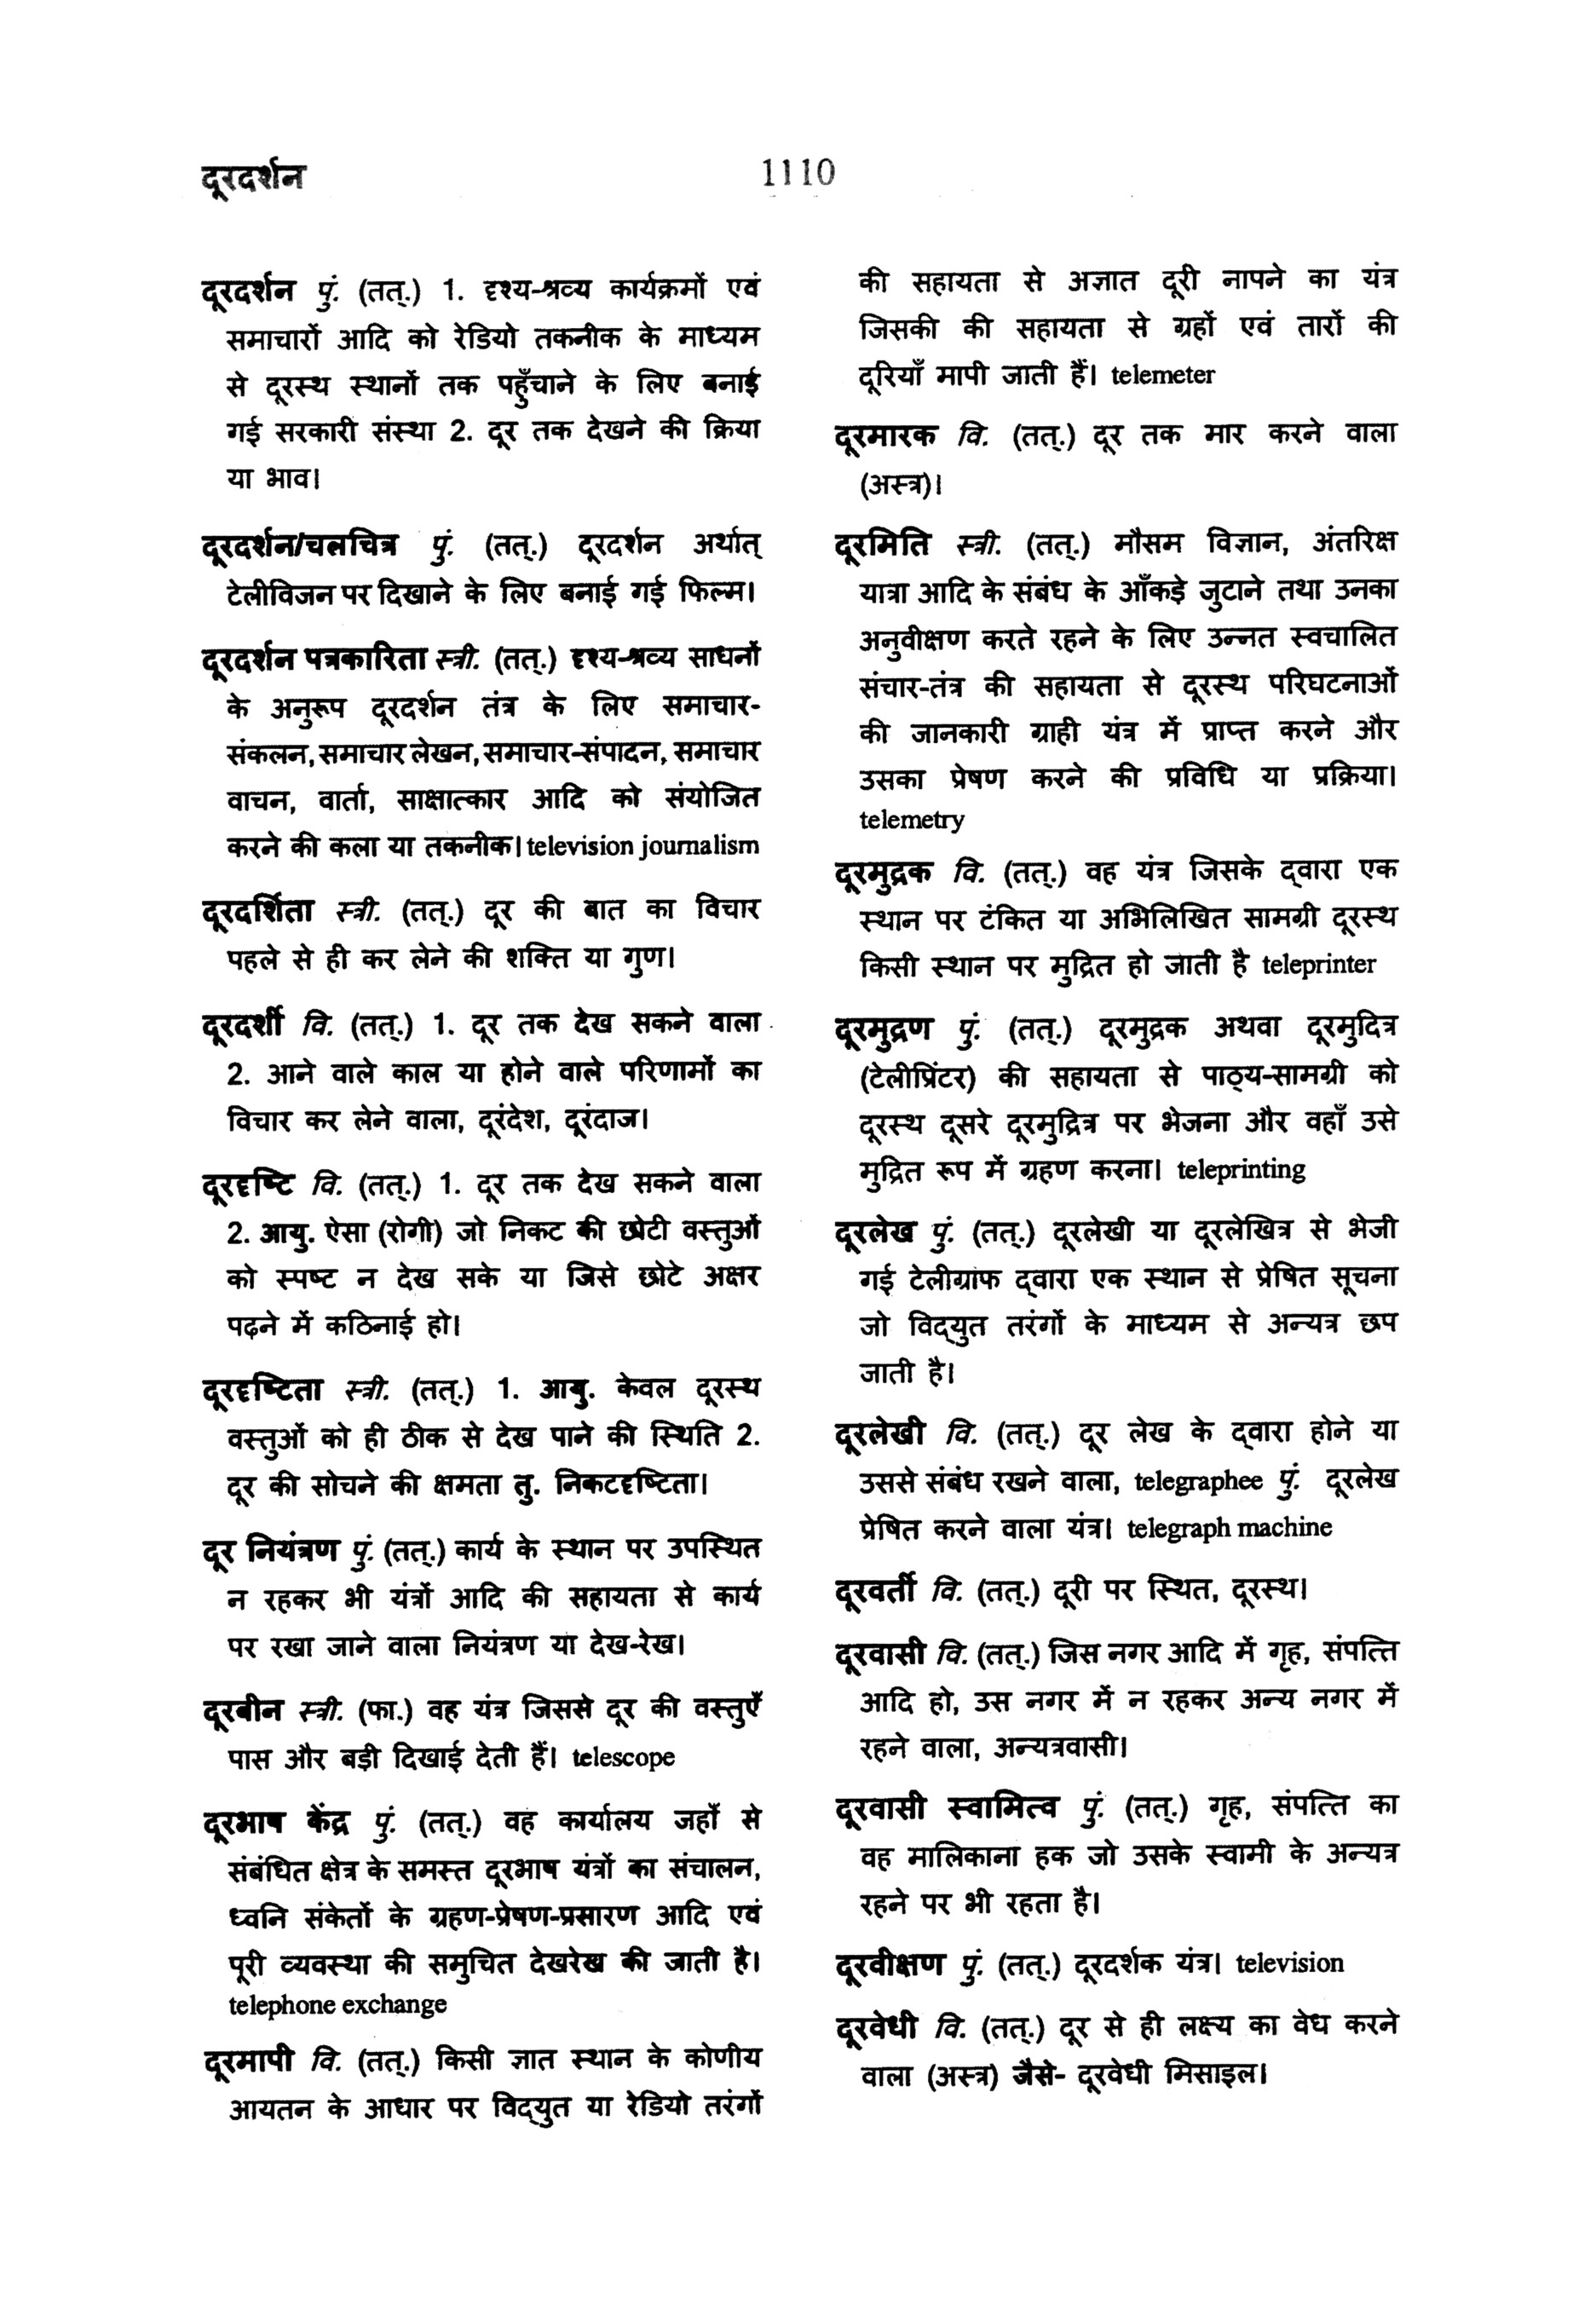 दूरदर्शन
1110
दूरदर्शन पुं. (तत्.) 1. दृश्य-श्रव्य कार्यक्रमों एवं
समाचारों आदि को रेडियो तकनीक के माध्यम
से दूरस्थ स्थानों तक पहुँचाने के लिए बनाई
गई सरकारी संस्था 2. दूर तक देखने की क्रिया
या भाव।
दूरदर्शन/चलचित्र पुं. (तत्.) दूरदर्शन अर्थात्
टेलीविजन पर दिखाने के लिए बनाई गई फिल्म।
दूरदर्शन पत्रकारिता स्त्री. (तत्.) दृश्य-श्रव्य साधनों
के अनुरूप दूरदर्शन तंत्र के लिए समाचार-
संकलन, समाचार लेखन, समाचार-संपादन, समाचार
वाचन, वार्ता, साक्षात्कार आदि को संयोजित
करने की कला या तकनीक। television journalism
दूरदर्शिता स्त्री. (तत्.) दूर की बात का विचार
पहले से ही कर लेने की शक्ति या गुण।
दूरदर्शी वि. (तत्.) 1. दूर तक देख सकने वाला
2. आने वाले काल या होने वाले परिणामों का
विचार कर लेने वाला, दूरंदेश, दूरंदाज।
दूरदृष्टि वि. (तत्.) 1. दूर तक देख सकने वाला
2. आयु. ऐसा (रोगी) जो निकट की छोटी वस्तुओं
को स्पष्ट न देख सके या जिसे छोटे अक्षर
पढ़ने में कठिनाई हो।
दूरदृष्टिता स्त्री. (तत्.) 1. आयु. केवल दूरस्थ
वस्तुओं को ही ठीक से देख पाने की स्थिति 2.
दूर की सोचने की क्षमता तु. निकटदृष्टिता।
दूर नियंत्रण पुं. (तत्.) कार्य के स्थान पर उपस्थित
न रहकर भी यंत्रों आदि की सहायता से कार्य
पर रखा जाने वाला नियंत्रण या देख-रेख।
दूरबीन स्त्री. (फा.) वह यंत्र जिससे दूर की वस्तुएँ
पास और बड़ी दिखाई देती हैं। telescope
दूरभाष केंद्र पुं. (तत्.) वह कार्यालय जहाँ से
संबंधित क्षेत्र के समस्त दूरभाष यंत्रों का संचालन,
ध्वनि संकेतों के ग्रहण-प्रेषण-प्रसारण आदि एवं
पूरी व्यवस्था की समुचित देखरेख की जाती है।
telephone exchange
दूरमापी वि. (तत्.) किसी ज्ञात स्थान के कोणीय
आयतन के आधार पर विद्‌युत या रेडियो तरंगों
की सहायता से अज्ञात दूरी नापने का यंत्र
जिसकी की सहायता से ग्रहों एवं तारों की
दूरियाँ मापी जाती हैं। telemeter
दूरमारक वि. (तत्.) दूर तक मार करने वाला
(अस्त्र)।
दूरमिति स्त्री. (तत्.) मौसम विज्ञान, अंतरिक्ष
यात्रा आदि के संबंध के आँकड़े जुटाने तथा उनका
अनुवीक्षण करते रहने के लिए उन्नत स्वचालित
संचार-तंत्र की सहायता से दूरस्थ परिघटनाओं
की जानकारी ग्राही यंत्र में प्राप्त करने और
उसका प्रेषण करने की प्रविधि या प्रक्रिया।
telemetry
दूरमुद्रक वि. (तत्.) वह यंत्र जिसके द्‌वारा एक
स्थान पर टंकित या अभिलिखित सामग्री दूरस्थ
किसी स्थान पर मुद्रित हो जाती है teleprinter
दूरमुद्रण पुं. (तत्.) दूरमुद्रक अथवा दूरमुदित्र
(टेलीप्रिंटर) की सहायता से पाठ्य-सामग्री को
दूरस्थ दूसरे दूरमुद्रित्र पर भेजना और वहाँ उसे
मुद्रित रूप में ग्रहण करना। teleprinting
दूरलेख पुं. (तत्.) दूरलेखी या दूरलेखित्र से भेजी
गई टेलीग्राफ द्‌वारा एक स्थान से प्रेषित सूचना
जो विद्‌युत तरंगों के माध्यम से अन्यत्र छप
जाती है।
दूरलेखी वि. (तत्.) दूर लेख के द्‌वारा होने या
उससे संबंध रखने वाला, telegraphee पुं. दूरलेख
प्रेषित करने वाला यंत्र। telegraph machine
दूरवर्ती वि. (तत्.) दूरी पर स्थित, दूरस्थ।
दूरवासी वि. (तत्.) जिस नगर आदि में गृह, संपत्ति
आदि हो, उस नगर में न रहकर अन्य नगर में
रहने वाला, अन्यत्रवासी।
दूरवासी स्वामित्व पुं. (तत्.) गृह, संपत्ति का
वह मालिकाना हक जो उसके स्वामी के अन्यत्र
रहने पर भी रहता है।
दूरवीक्षण पुं. (तत्.) दूरदर्शक यंत्र। television
दूरवेधी वि. (तत्.) दूर से ही लक्ष्य का वेध करने
वाला (अस्त्र) जैसे- दूरवेधी मिसाइल।